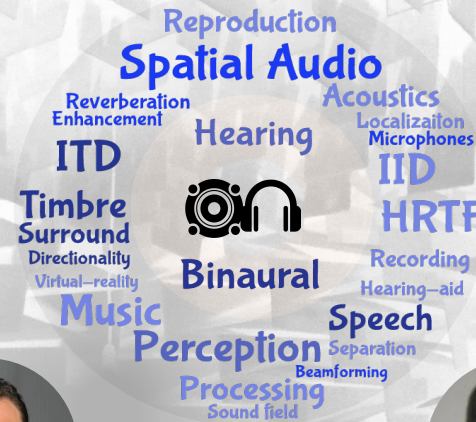 Reproduction
Spatial Audio
Reverberation
Acoustics
Enhancement
Localizaiton
Hearing
Microphones
ITD
IID
Timbre
HRTF
Surround
Directionality
Recording
Binaural
Virtual-reality
Hearing-aid
Music
Speech
Perception
Separation
Beamforming
Processing
Sound field